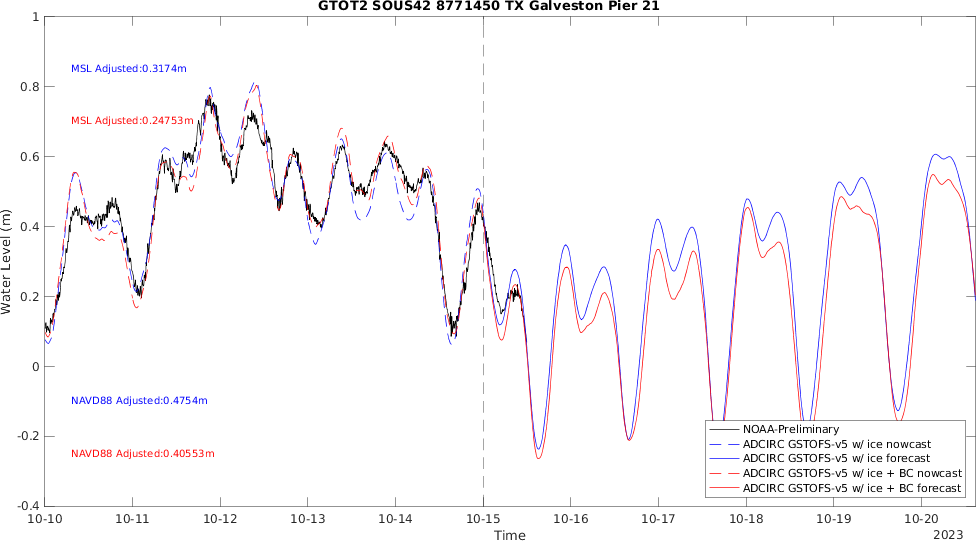 GTOT2 SOUS42 8771450 TX Galveston Pier 21
1
0.8
0.6
0.4
0.2
0
-0.2
-0.4
Water Level (m)
MSL Adjusted:0.3174m
MSL Adjusted:0.24753m
NAVD88 Adjusted:0.4754m
NAVD88 Adjusted:0.40553m
NOAA-Preliminary
ADCIRC GSTOFS-v5 w/ ice nowcast
ADCIRC GSTOFS-v5 w/ ice forecast
ADCIRC GSTOFS-v5 w/ ice + BC nowcast
ADCIRC GSTOFS-v5 w/ ice + BC forecast
10-10 10-11 10-12 10-13 10-14 10-15 10-16 10-17 10-18 10-19 10-20
Time
2023